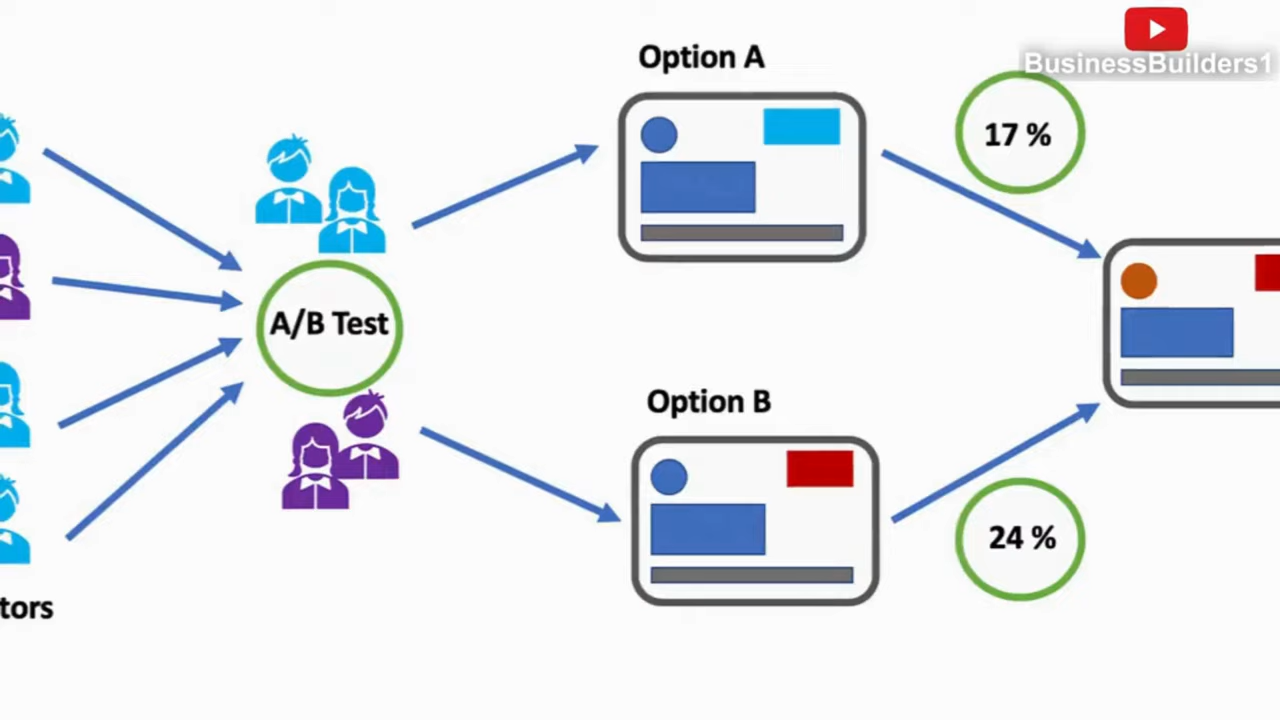 Option A
BusinessBuilders1
17 %
A/B Test
Option B
24 %
tors